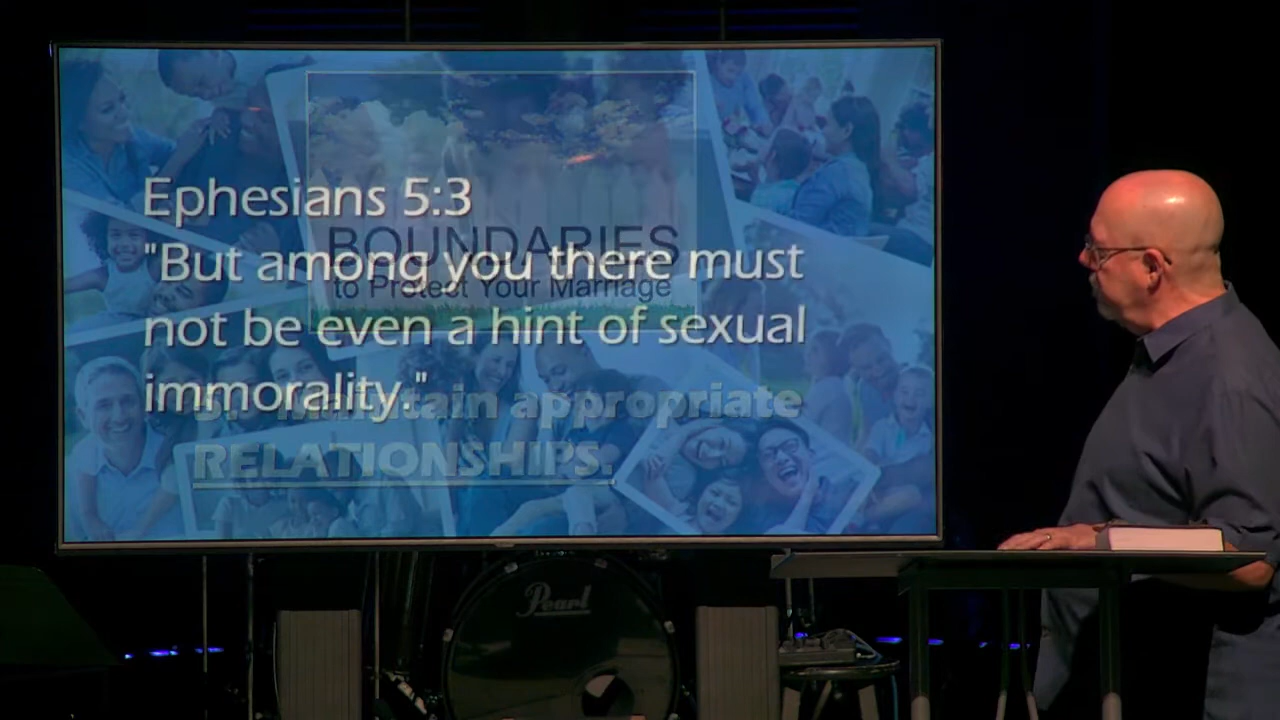 Ephesians 5:3
BOUNDARIES
"But among you there must
to Protect Your Marriage
not be even a hint of sexual
immorality."
Maintain appropriate
RELATIONSHIPS.
Pearl